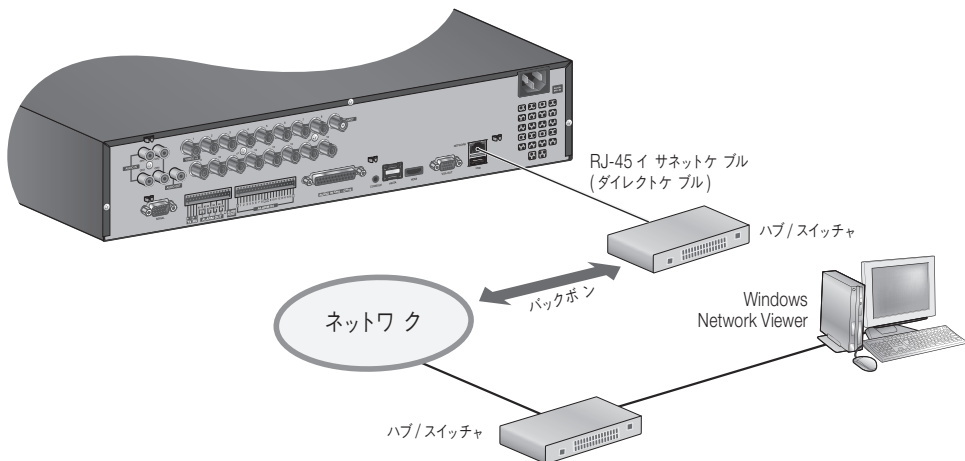 RJ-45イ サネットケ ブル
(ダイレクトケ ブル)
ハブ / スイッチャ
バックボ ン
ネットワ ク
Windows
Network Viewer
ハブ / スイッチャ